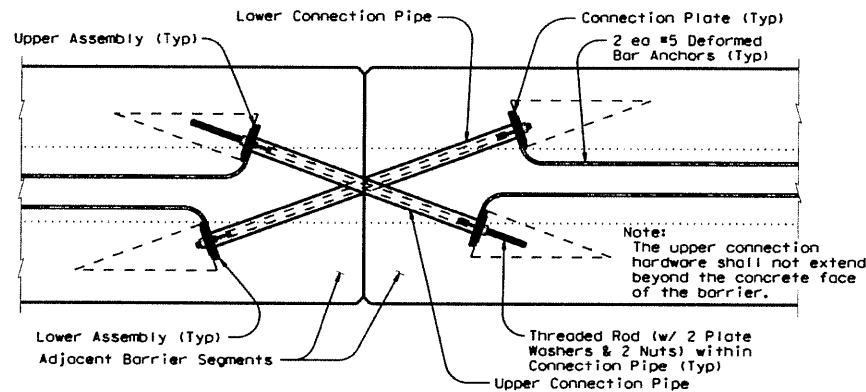 Lower Connection Pipe
Connection Plate (Typ)
Upper Assembly (Typ)
2 ea #5 Deformed
Bar Anchors (Typ)
Note:
The upper connection
hardware shall not extend
beyond the concrete face
of the barrier.
Lower Assembly (Typ)
Adjacent Barrier Segments
Threaded Rod (w/ 2 Plate
Washers & 2 Nuts) within
Connection Pipe (Typ)
Upper Connection Pipe